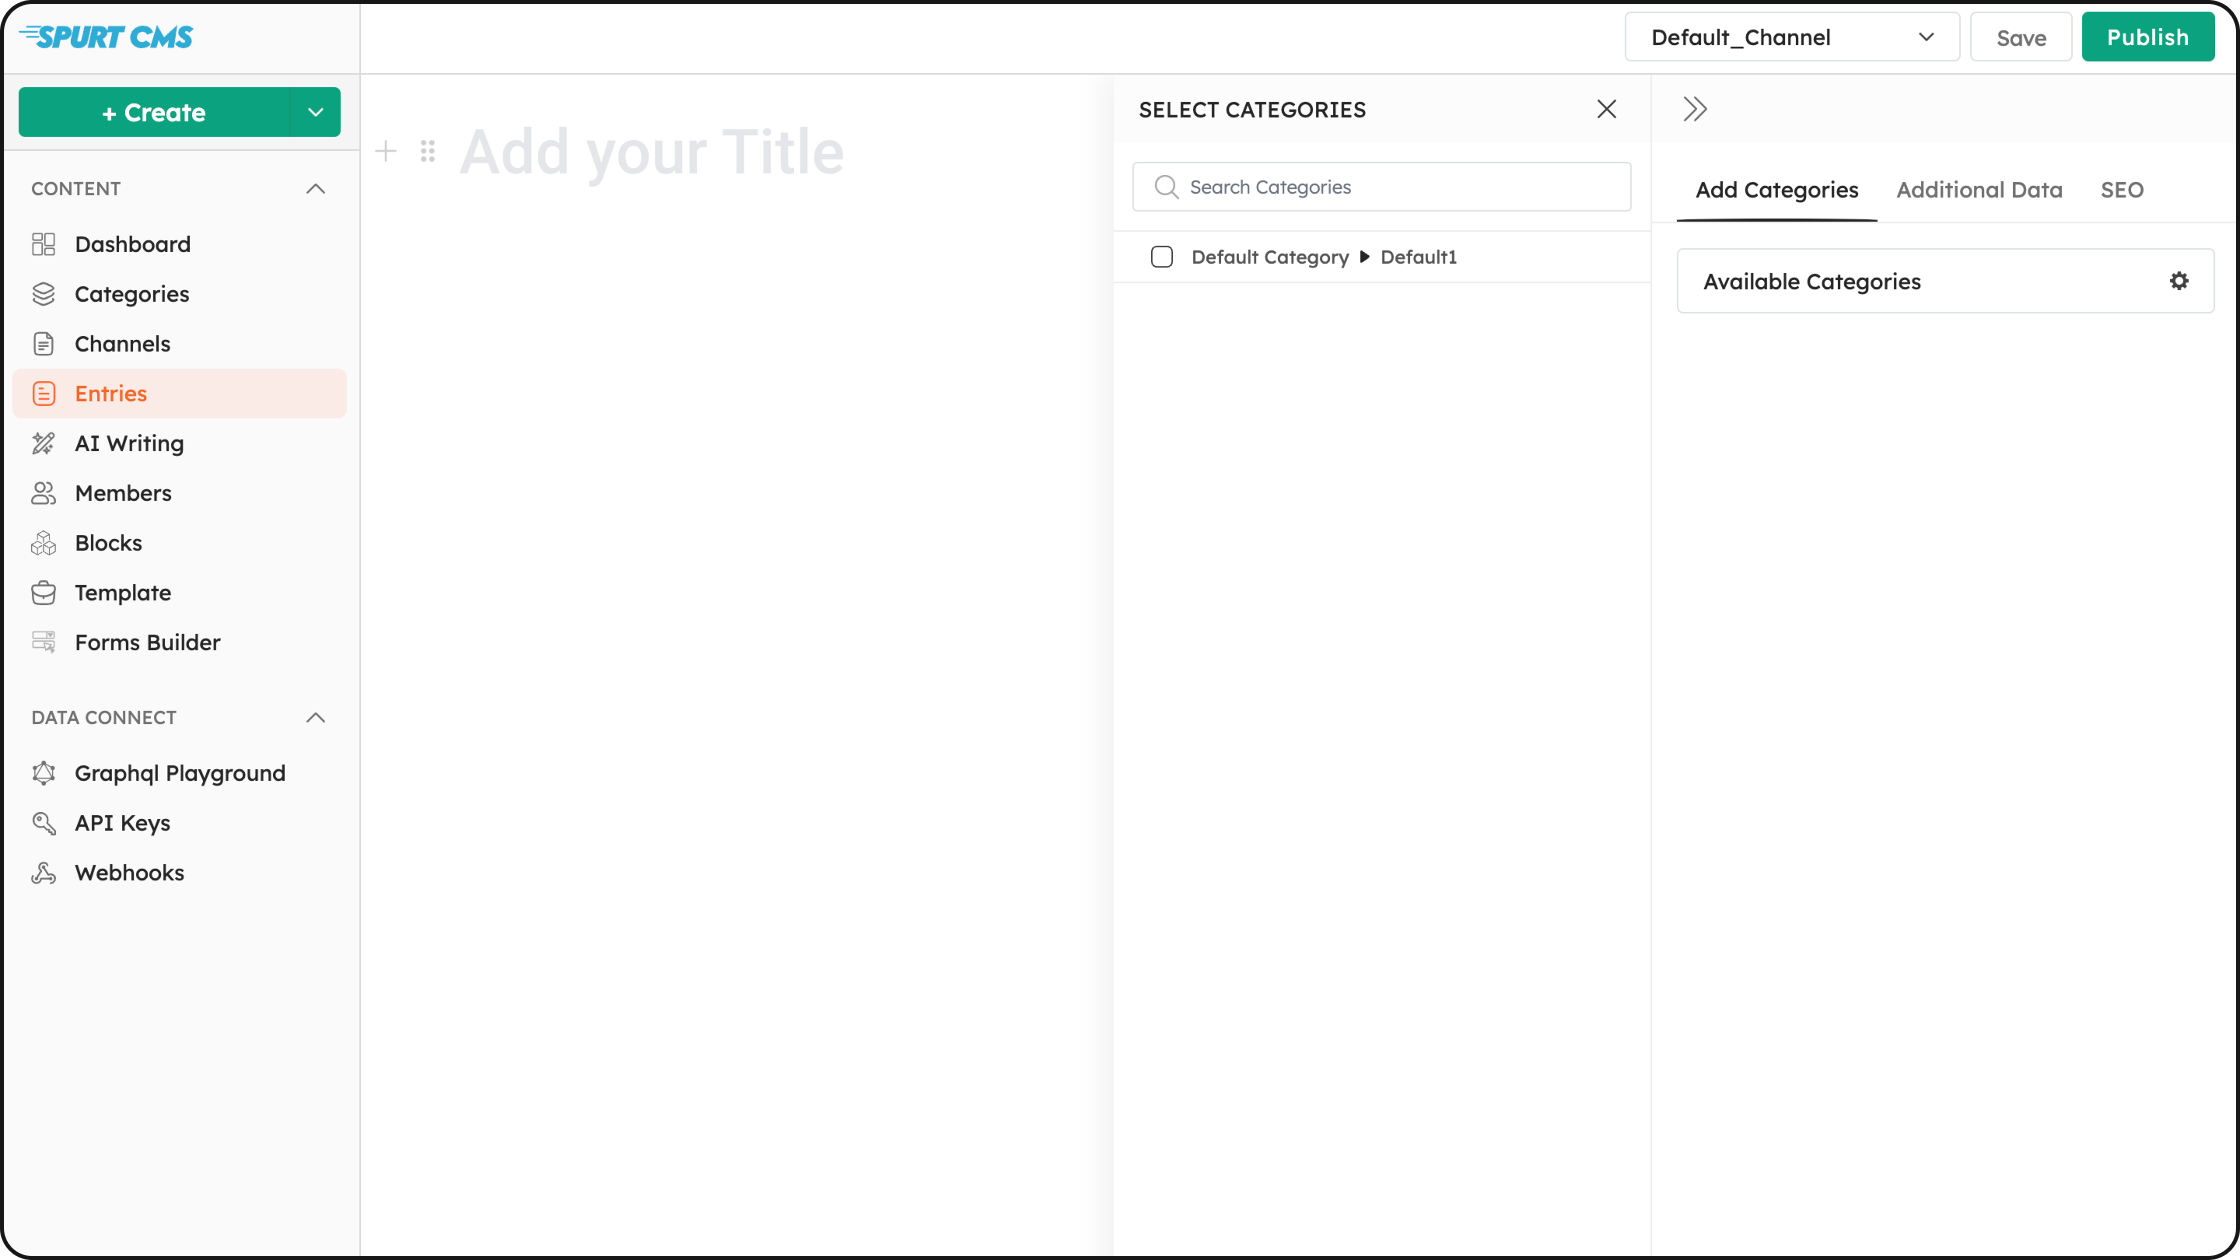 SPURT CMS
Default_Channel
Save
Publish
+ Create
CONTENT
Dashboard
Categories
Channels
Entries
AI Writing
Members
Blocks
Template
Forms Builder
DATA CONNECT
Graphql Playground
API Keys
Webhooks
Add your Title
SELECT CATEGORIES
Search Categories
Default Category Default1
Add Categories Additional Data SEO
Available Categories